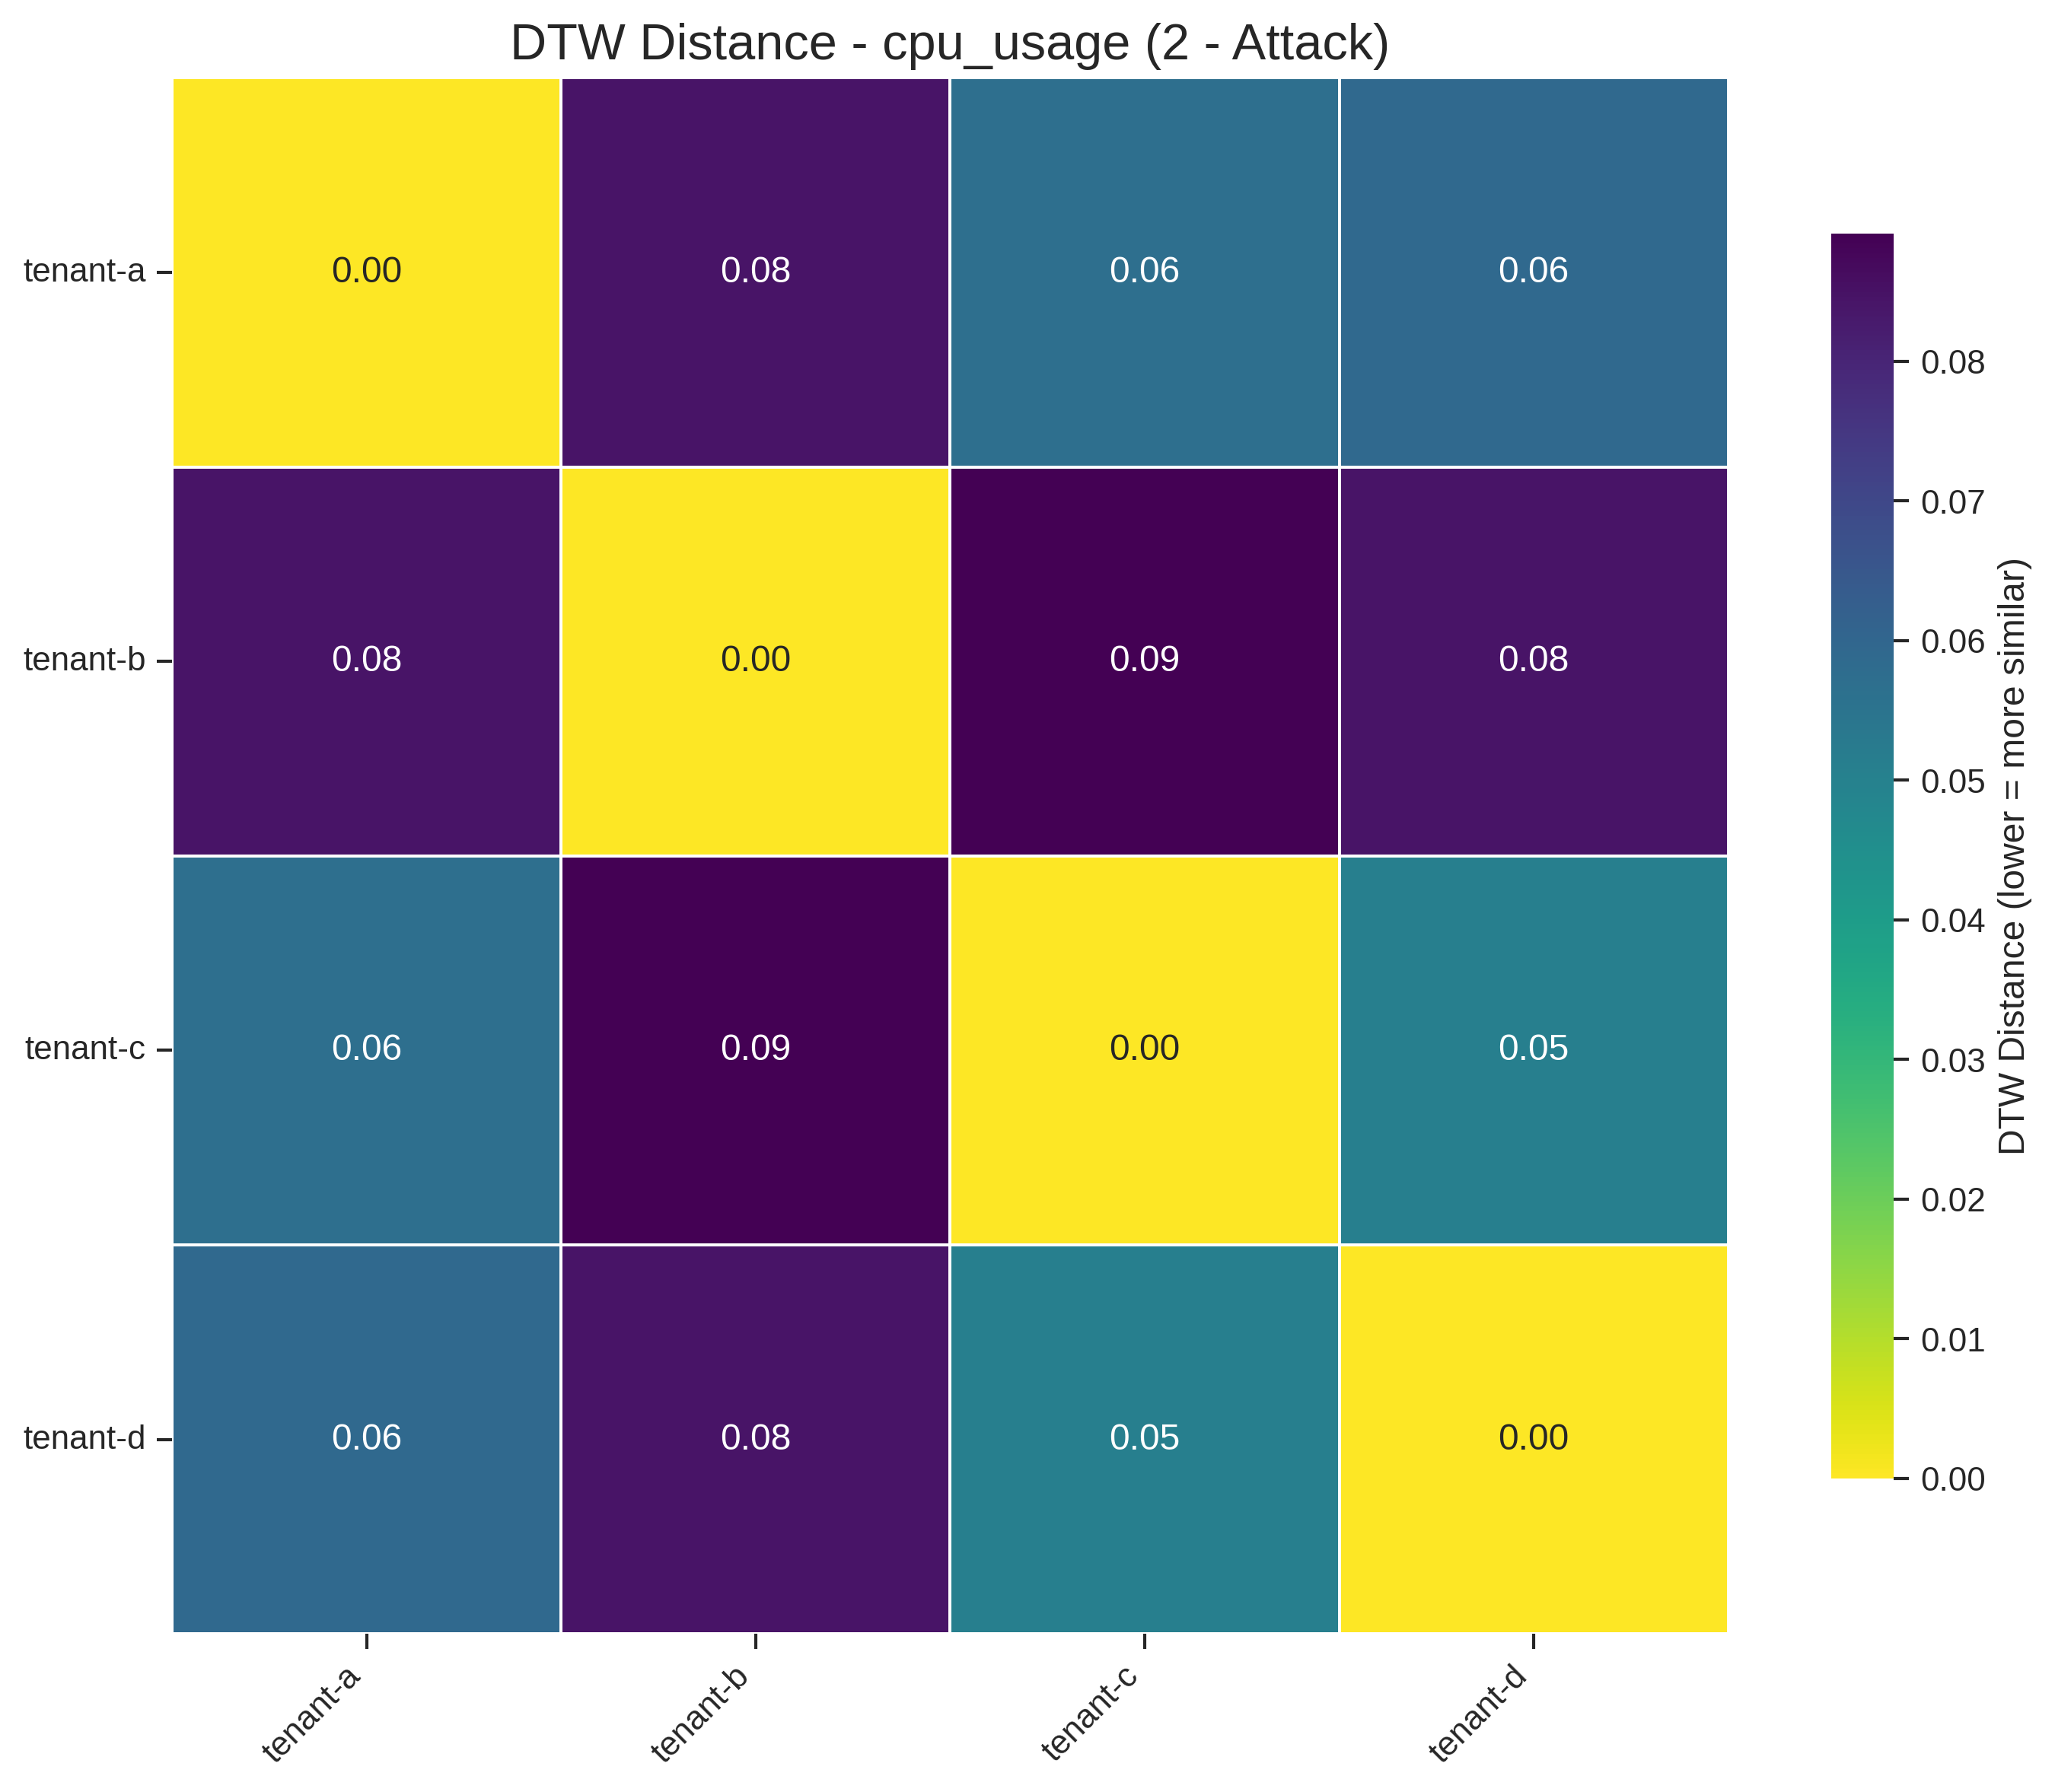 DTW Distance - cpu_usage (2 - Attack)
tenant-a 0.00 0.08 0.06 0.06
tenant-b 0.08 0.00 0.09 0.08
tenant-c 0.06 0.09 0.00 0.05
tenant-d 0.06 0.08 0.05 0.00
tenant-a tenant-b tenant-c tenant-d
0.08
0.07
0.06
0.05
0.04
0.03
0.02
0.01
0.00
DTW Distance (lower = more similar)